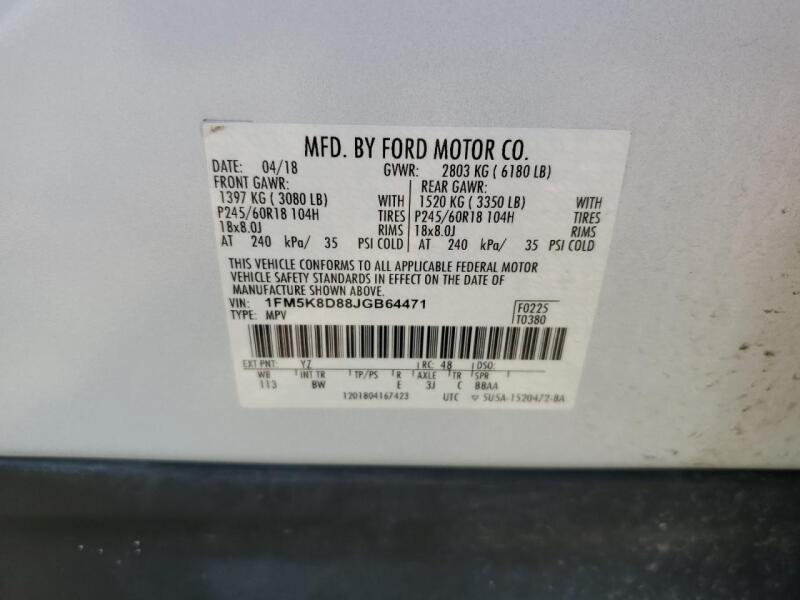 MFD. BY FORD MOTOR CO.
DATE: 04/18 GVWR: 2803 KG ( 6180 LB)
FRONT GAWR: REAR GAWR:
1397 KG ( 3080 LB) WITH 1520 KG ( 3350 LB) WITH
P245/60R18 104H TIRES P245/60R18 104H TIRES
18x8.0J RIMS 18x8.0J RIMS
AT 240 kPa/ 35 PSI COLD AT 240 kPa/ 35 PSI COLD
THIS VEHICLE CONFORMS TO ALL APPLICABLE FEDERAL MOTOR
VEHICLE SAFETY STANDARDS IN EFFECT ON THE DATE OF
MANUFACTURE SHOWN ABOVE.
VIN: 1FM5K8D88JGB64471 F0225
TYPE: MPV T0380
EXT PNT: YZ RC: 48 DSO:
WB INT TR TP/PS R AXLE TR SPR
113 BW E 3J C BBAA
1201804167423 UTC ▽ 5U5A-1520472-BA